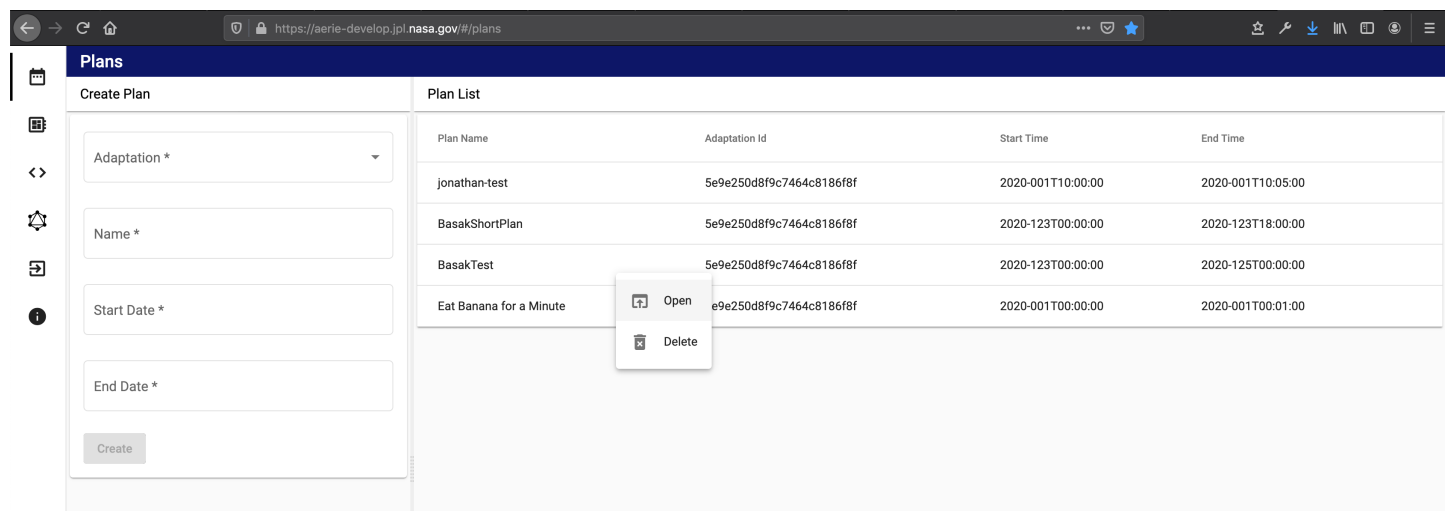 https://aerie-develop.jpl.nasa.gov/#/plans
Plans
Create Plan
Adaptation *
Name *
Start Date *
End Date *
Create
Plan List
Plan Name Adaptation Id Start Time End Time
jonathan-test 5e9e250d8f9c7464c8186f8f 2020-001T10:00:00 2020-001T10:05:00
BasakShortPlan 5e9e250d8f9c7464c8186f8f 2020-123T00:00:00 2020-123T18:00:00
BasakTest 5e9e250d8f9c7464c8186f8f 2020-123T00:00:00 2020-125T00:00:00
Eat Banana for a Minute e9e250d8f9c7464c8186f8f 2020-001T00:00:00 2020-001T00:01:00
Open
Delete